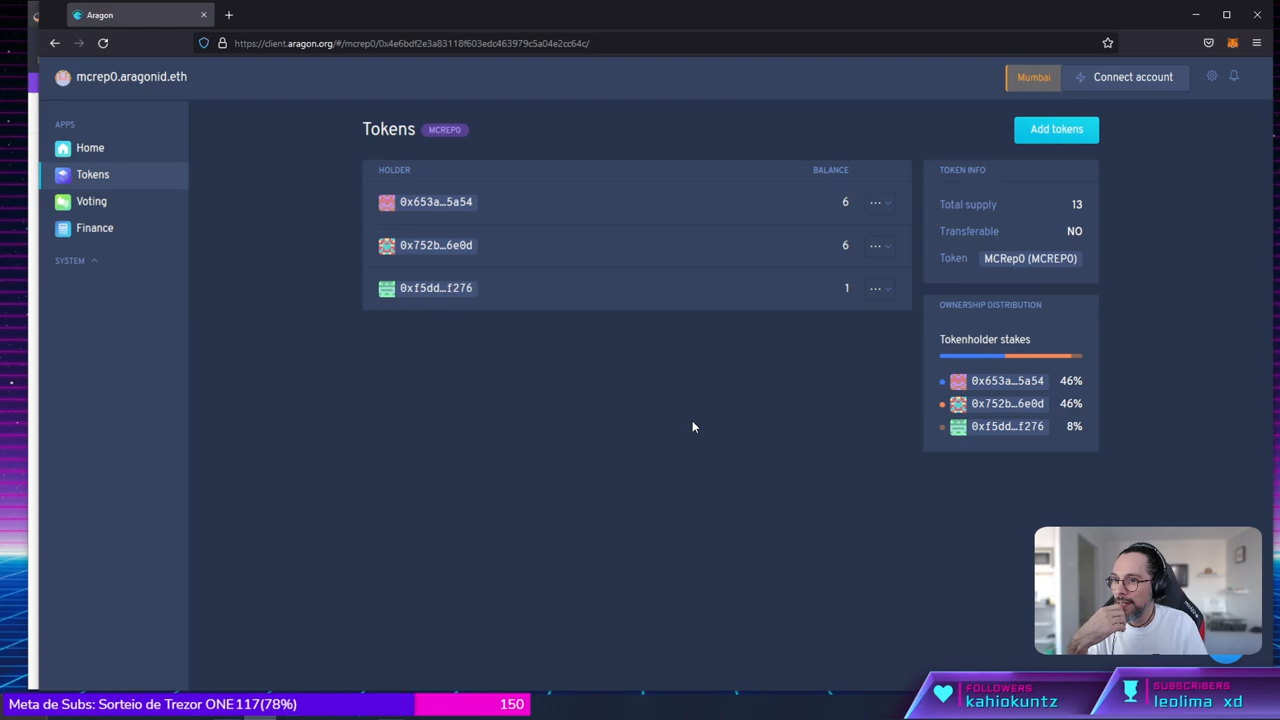 Aragon
https://client.aragon.org/#/mcrep0/0x4e6bdf2e3a83118f603edc463979c5a04e2cc64c/
mcrep0.aragonid.eth
Mumbai
Connect account
APPS
Home
Tokens
Voting
Finance
SYSTEM
Tokens MCREP0
Add tokens
HOLDER BALANCE
0x653a…5a54 6
0x752b…6e0d 6
0xf5dd…f276 1
TOKEN INFO
Total supply 13
Transferable NO
Token MCRep0 (MCREP0)
OWNERSHIP DISTRIBUTION
Tokenholder stakes
0x653a…5a54 46%
0x752b…6e0d 46%
0xf5dd…f276 8%
Meta de Subs: Sorteio de Trezor ONE 117(78%) 150
FOLLOWERS
kahiokuntz
SUBSCRIBERS
leolima_xd